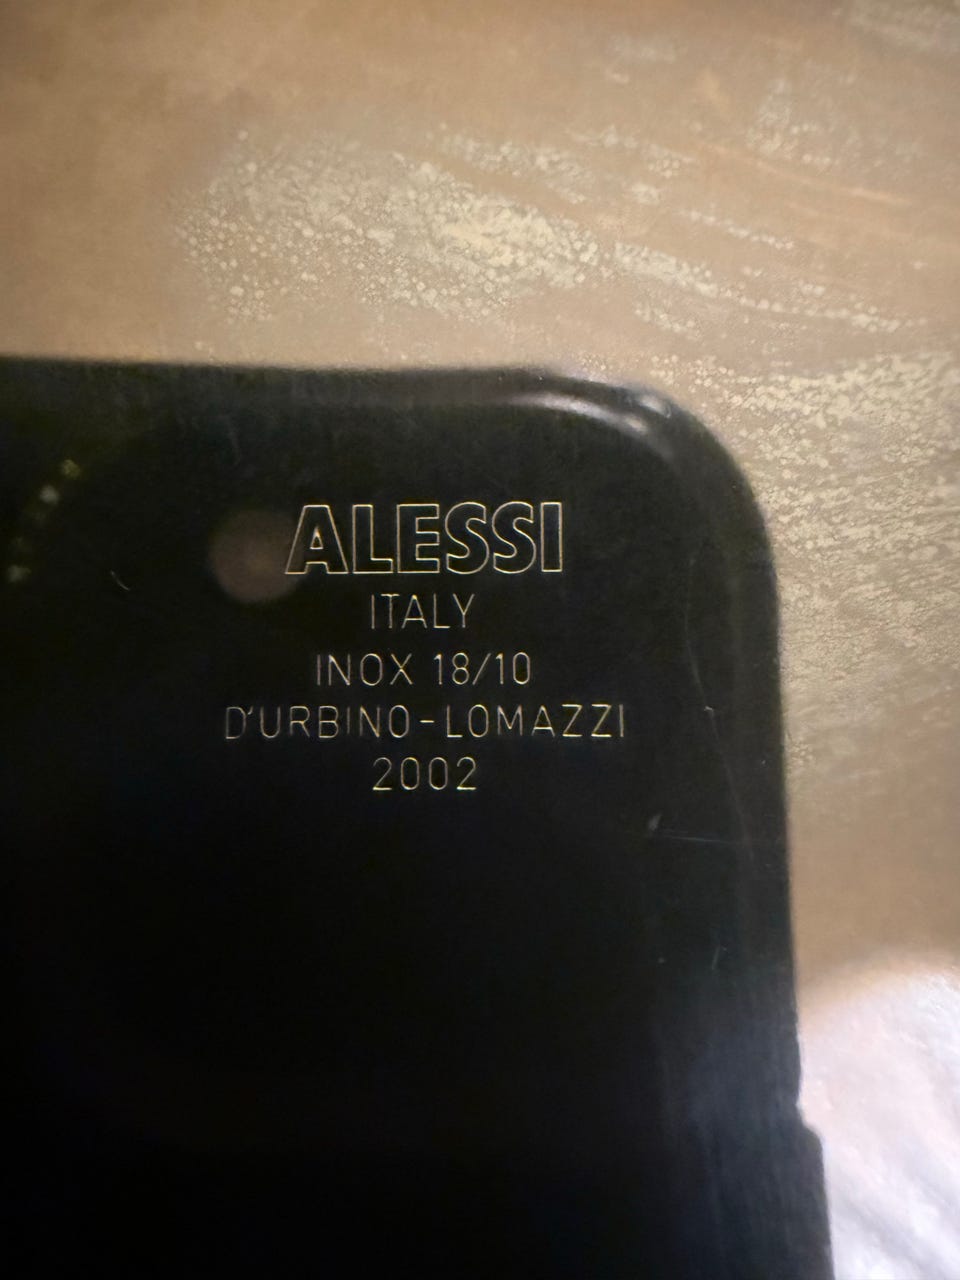 ALESSI
ITALY
INOX 18/10
D'URBINO-LOMAZZI
2002